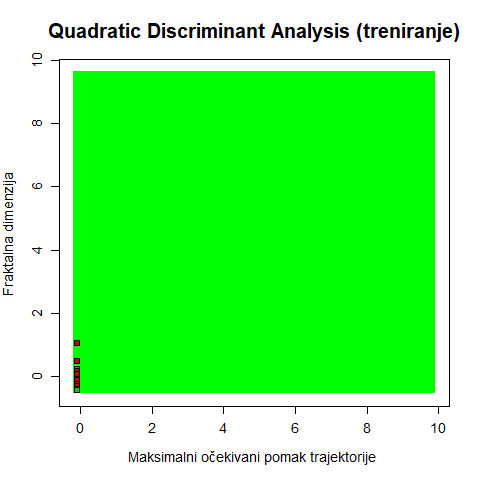 Quadratic Discriminant Analysis (treniranje)
10
8
6
4
2
0
Fraktalna dimenzija
0 2 4 6 8 10
Maksimalni očekivani pomak trajektorije